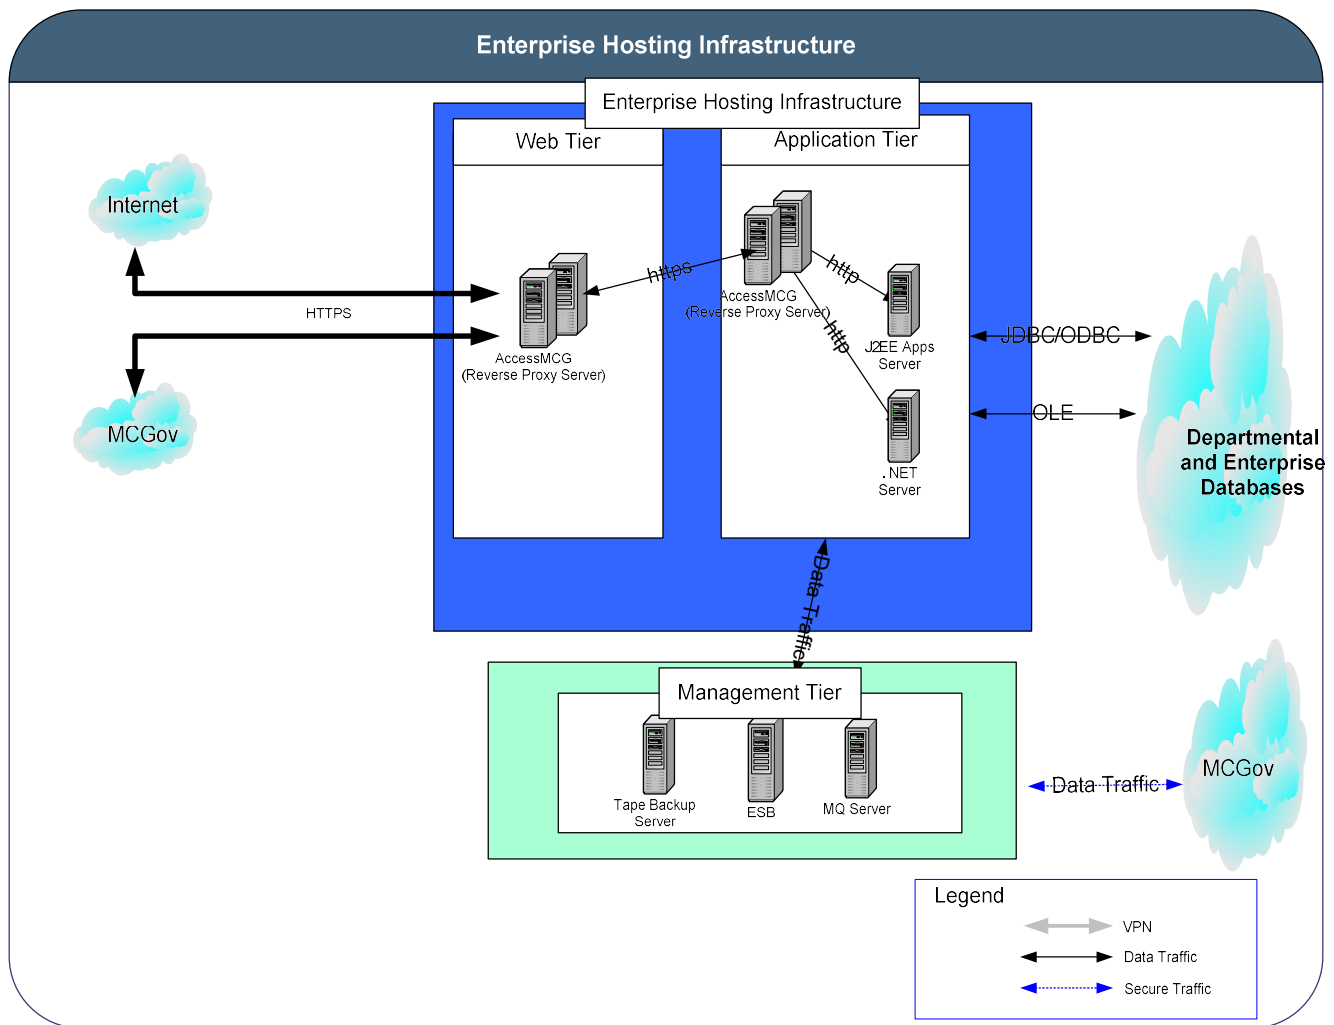 Enterprise Hosting Infrastructure
Enterprise Hosting Infrastructure
Web Tier
Application Tier
Internet
HTTPS
MCGov
AccessMCG
(Reverse Proxy Server)
https
AccessMCG
(Reverse Proxy Server)
http
http
J2EE Apps
Server
.NET
Server
JDBC/ODBC
OLE
Departmental
and Enterprise
Databases
Data Traffic
Management Tier
Tape Backup
Server
ESB
MQ Server
Data Traffic
MCGov
Legend
VPN
Data Traffic
Secure Traffic